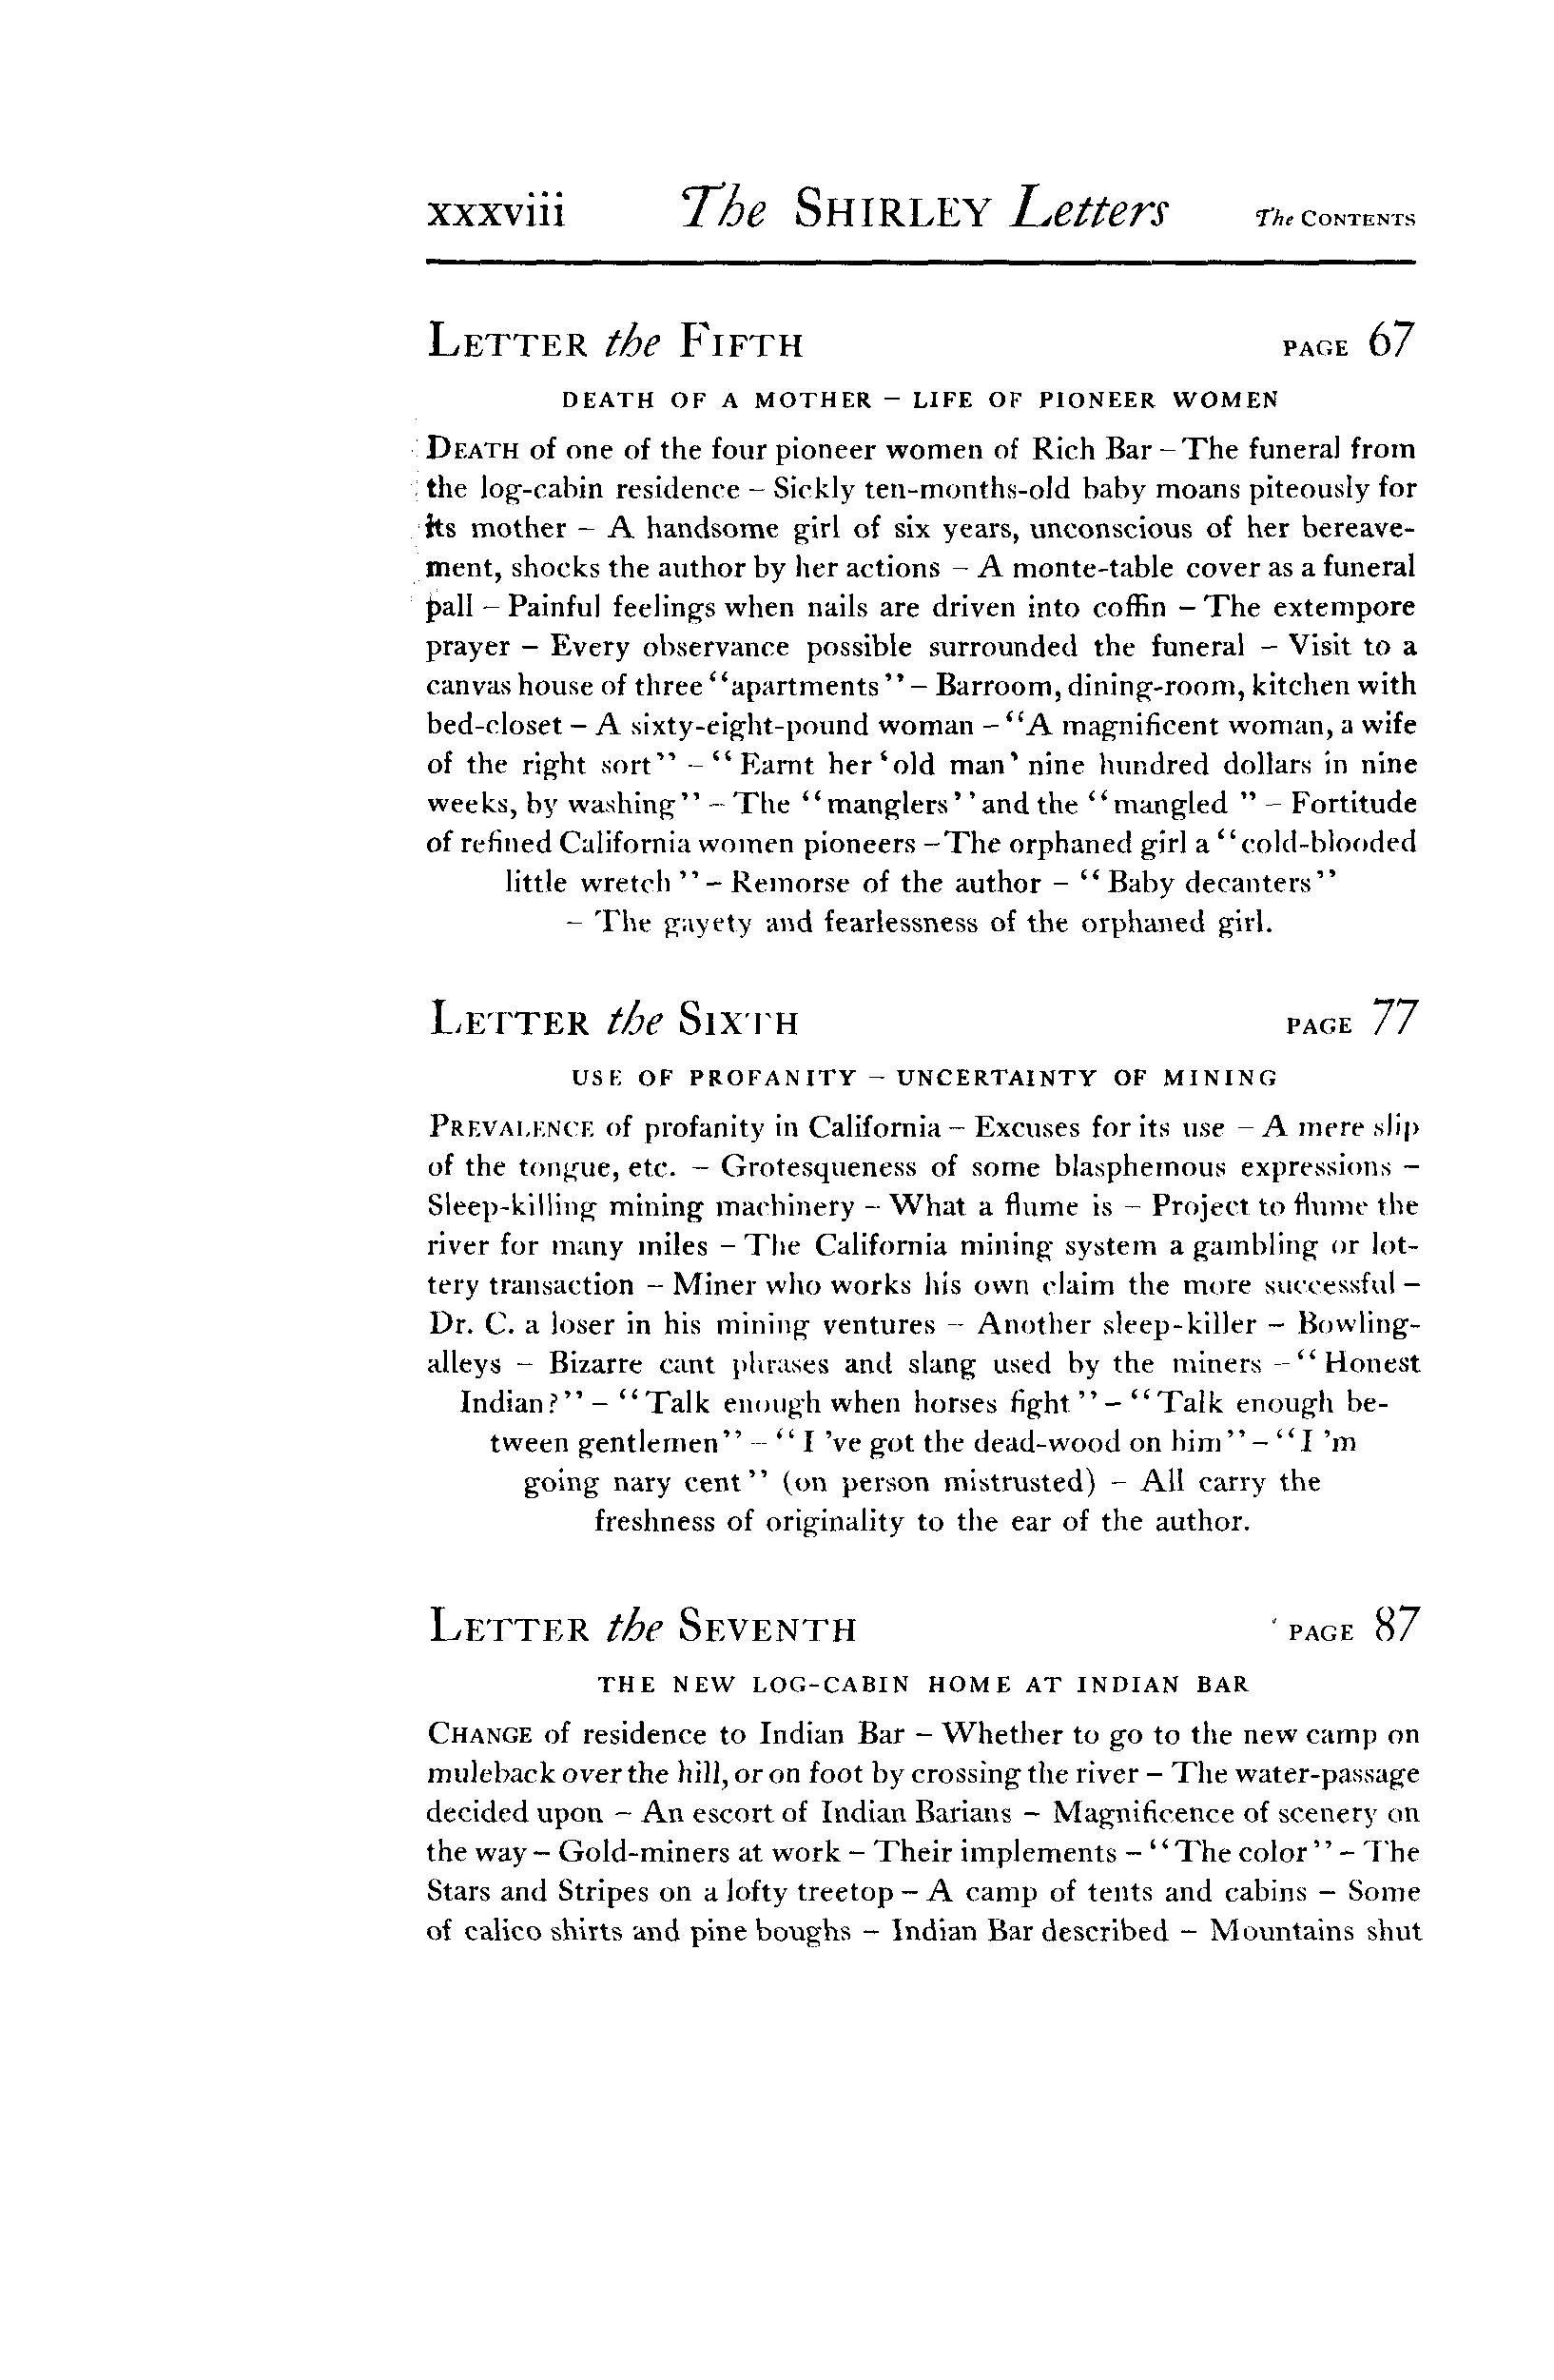 xxxviii The SHIRLEY Letters The CONTENTS
LETTER the FIFTH PAGE 67
DEATH OF A MOTHER – LIFE OF PIONEER WOMEN
DEATH of one of the four pioneer women of Rich Bar – The funeral from
the log-cabin residence – Sickly ten-months-old baby moans piteously for
its mother – A handsome girl of six years, unconscious of her bereave-
ment, shocks the author by her actions – A monte-table cover as a funeral
pall – Painful feelings when nails are driven into coffin – The extempore
prayer – Every observance possible surrounded the funeral – Visit to a
canvas house of three “apartments” – Barroom, dining-room, kitchen with
bed-closet – A sixty-eight-pound woman – “A magnificent woman, a wife
of the right sort” – “Earnt her ‘old man’ nine hundred dollars in nine
weeks, by washing” – The “manglers” and the “mangled” – Fortitude
of refined California women pioneers – The orphaned girl a “cold-blooded
little wretch” – Remorse of the author – “Baby decanters”
– The gayety and fearlessness of the orphaned girl.
LETTER the SIXTH PAGE 77
USE OF PROFANITY – UNCERTAINTY OF MINING
PREVALENCE of profanity in California – Excuses for its use – A mere slip
of the tongue, etc. – Grotesqueness of some blasphemous expressions –
Sleep-killing mining machinery – What a flume is – Project to flume the
river for many miles – The California mining system a gambling or lot-
tery transaction – Miner who works his own claim the more successful –
Dr. C. a loser in his mining ventures – Another sleep-killer – Bowling-
alleys – Bizarre cant phrases and slang used by the miners – “Honest
Indian?” – “Talk enough when horses fight” – “Talk enough be-
tween gentlemen” – “I 've got the dead-wood on him” – “I 'm
going nary cent” (on person mistrusted) – All carry the
freshness of originality to the ear of the author.
LETTER the SEVENTH PAGE 87
THE NEW LOG-CABIN HOME AT INDIAN BAR
CHANGE of residence to Indian Bar – Whether to go to the new camp on
muleback over the hill, or on foot by crossing the river – The water-passage
decided upon – An escort of Indian Barians – Magnificence of scenery on
the way – Gold-miners at work – Their implements – “The color” – The
Stars and Stripes on a lofty treetop – A camp of tents and cabins – Some
of calico shirts and pine boughs – Indian Bar described – Mountains shut